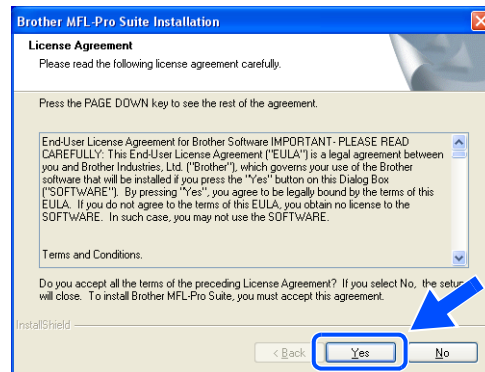 Brother MFL-Pro Suite Installation
License Agreement
Please read the following license agreement carefully.
Press the PAGE DOWN key to see the rest of the agreement.
End-User License Agreement for Brother Software IMPORTANT- PLEASE READ
CAREFULLY: This End-User License Agreement ("EULA") is a legal agreement between
you and Brother Industries, Ltd. ("Brother"), which governs your use of the Brother
software that will be installed if you press the "Yes" button on this Dialog Box
("SOFTWARE"). By pressing "Yes", you agree to be legally bound by the terms of this
EULA. If you do not agree to the terms of this EULA, you obtain no license to the
SOFTWARE. In such case, you may not use the SOFTWARE.
Terms and Conditions.
Do you accept all the terms of the preceding License Agreement? If you select No, the setup
will close. To install Brother MFL-Pro Suite, you must accept this agreement.
InstallShield
< Back
Yes
No